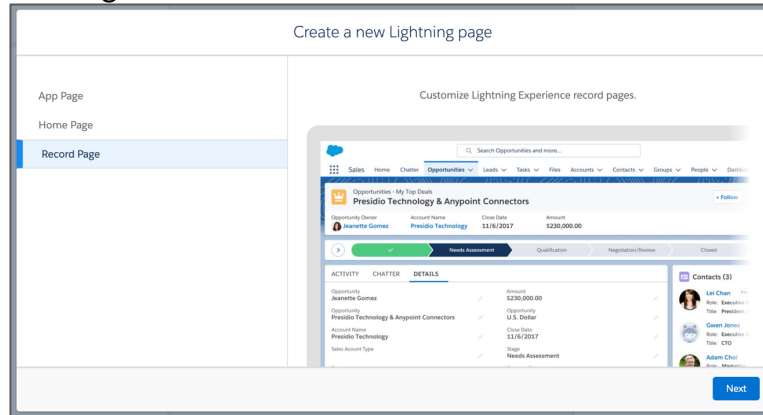 Create a new Lightning page
App Page
Home Page
Record Page
Customize Lightning Experience record pages.
Search Opportunities and more...
Sales Home Chatter Opportunities Leads Tasks Files Accounts Contacts Groups People
Opportunities - My Top Deals
Presidio Technology & Anypoint Connectors
+ Follow
Opportunity Owner Account Name Close Date Amount
Jeanette Gomez Presidio Technology 11/6/2017 $230,000.00
Needs Assessment Qualification Negotiation/Review Closed
ACTIVITY CHATTER DETAILS
Contacts (3)
Opportunity Amount
Jeanette Gomez $230,000.00
Lei Chan
Role:
Title: President,
Opportunity Opportunity
Presidio Technology & Anypoint Connectors U.S. Dollar
Account Name Close Date
Presidio Technology 11/6/2017
Gwen Jones
Role:
Title: CTO
Sales Account Type Stage
Needs Assessment
Adam Choi
Role:
Next